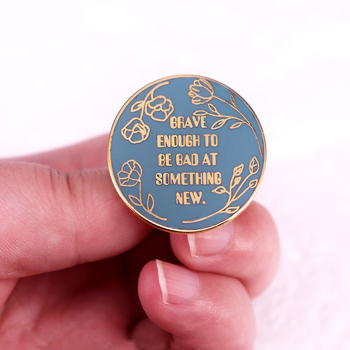 BRAVE
ENOUGH TO
BE BAD AT
SOMETHING
NEW.